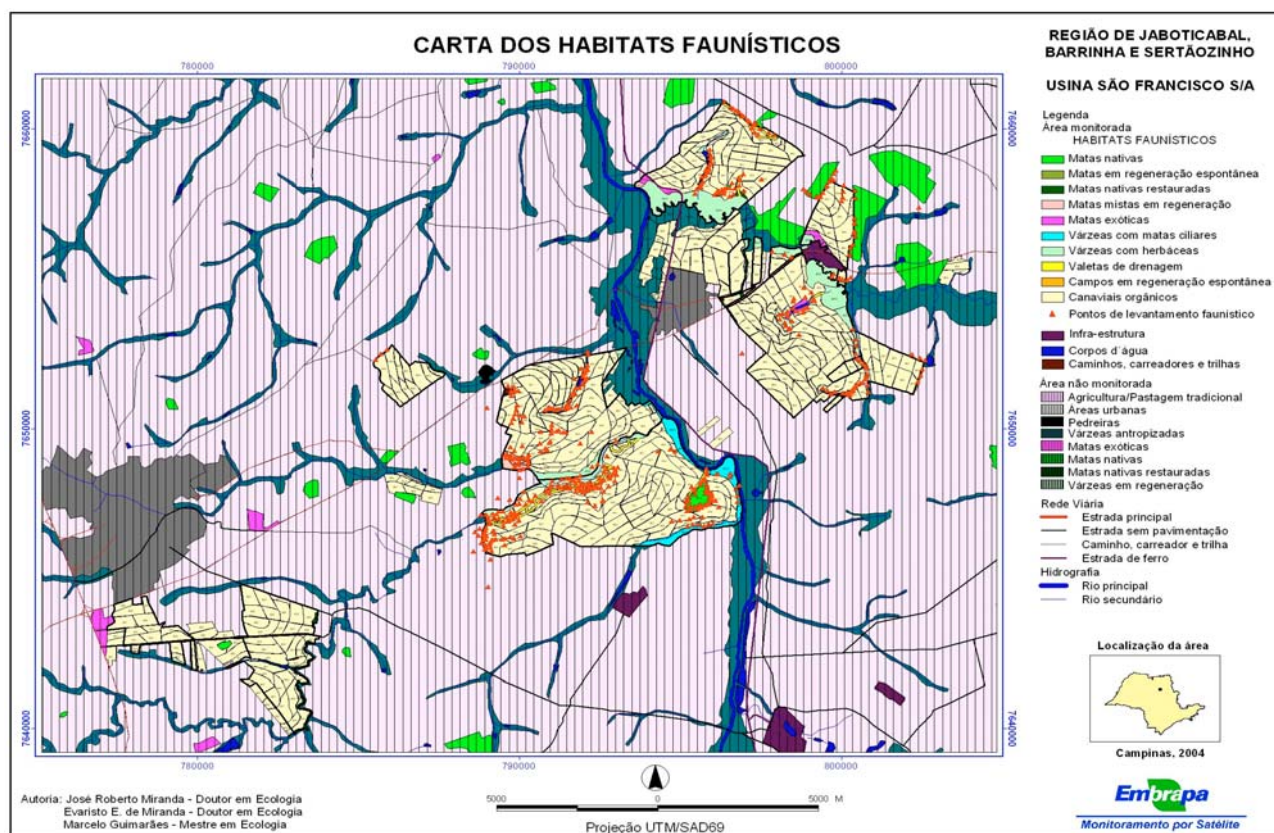 CARTA DOS HABITATS FAUNÍSTICOS
780000
790000
800000
7660000
7650000
7640000
7660000
7650000
7640000
780000
790000
800000
REGIÃO DE JABOTICABAL,
BARRINHA E SERTÃOZINHO
USINA SÃO FRANCISCO S/A
Legenda
Área monitorada
HABITATS FAUNÍSTICOS
Matas nativas
Matas em regeneração espontânea
Matas nativas restauradas
Matas mistas em regeneração
Matas exóticas
Várzeas com matas ciliares
Várzeas com herbáceas
Valetas de drenagem
Campos em regeneração espontânea
Canaviais orgânicos
Pontos de levantamento faunístico
Infra-estrutura
Corpos d´água
Caminhos, carreadores e trilhas
Área não monitorada
Agricultura/Pastagem tradicional
Áreas urbanas
Pedreiras
Várzeas antropizadas
Matas exóticas
Matas nativas
Matas nativas restauradas
Várzeas em regeneração
Rede Viária
Estrada principal
Estrada sem pavimentação
Caminho, carreador e trilha
Estrada de ferro
Hidrografia
Rio principal
Rio secundário
Localização da área
Campinas, 2004
Embrapa
Monitoramento por Satélite
Autoria: José Roberto Miranda - Doutor em Ecologia
Evaristo E. de Miranda - Doutor em Ecologia
Marcelo Guimarães - Mestre em Ecologia
5000 0 5000 M
Projeção UTM/SAD69